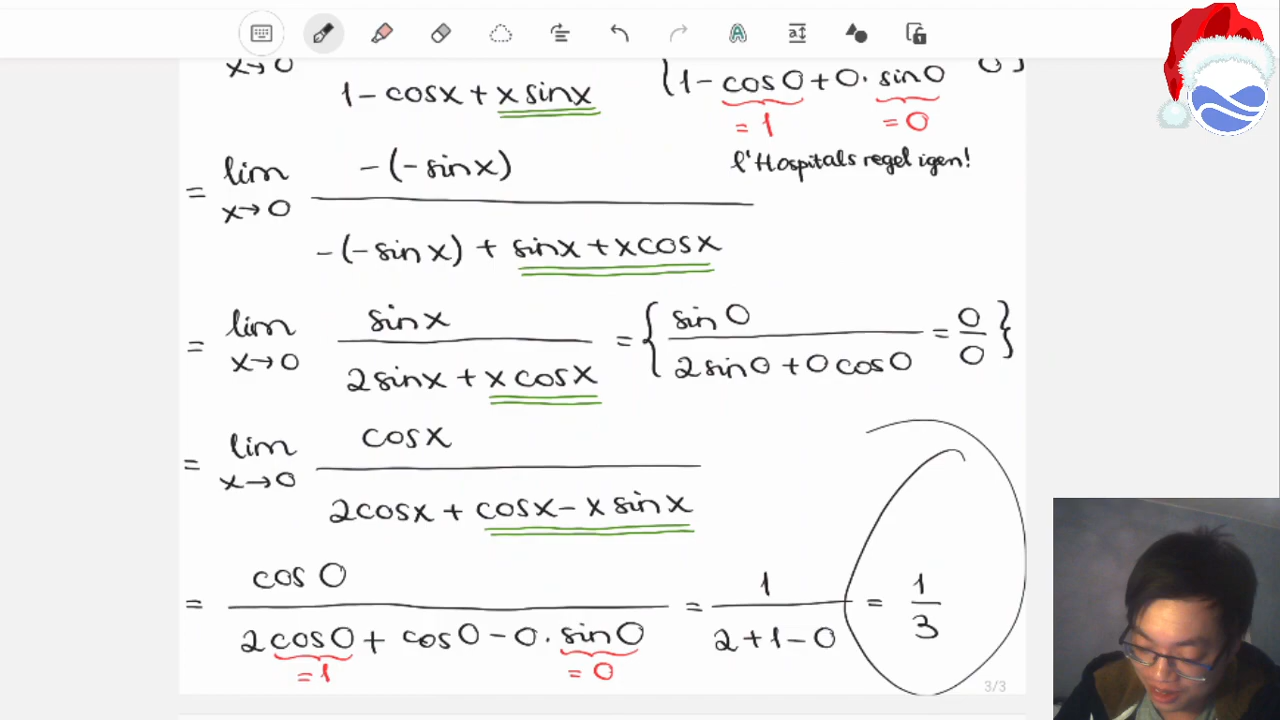 x→0
1 - cosx + x sinx
{1 - cos0 + 0 · sin0 0}
= 1 = 0
l'Hospitals regel igen!
= lim x→0 -(-sinx)
-(-sinx) + sinx + xcosx
= lim x→0 sinx / 2sinx + x cosx = { sin0 / 2sin0 + 0cos0 = 0/0 }
= lim x→0 cosx / 2cosx + cosx - x sinx
= cos0 / 2cos0 + cos0 - 0 · sin0 = 1 / 2+1-0 = 1/3
= 1 = 0
3/3